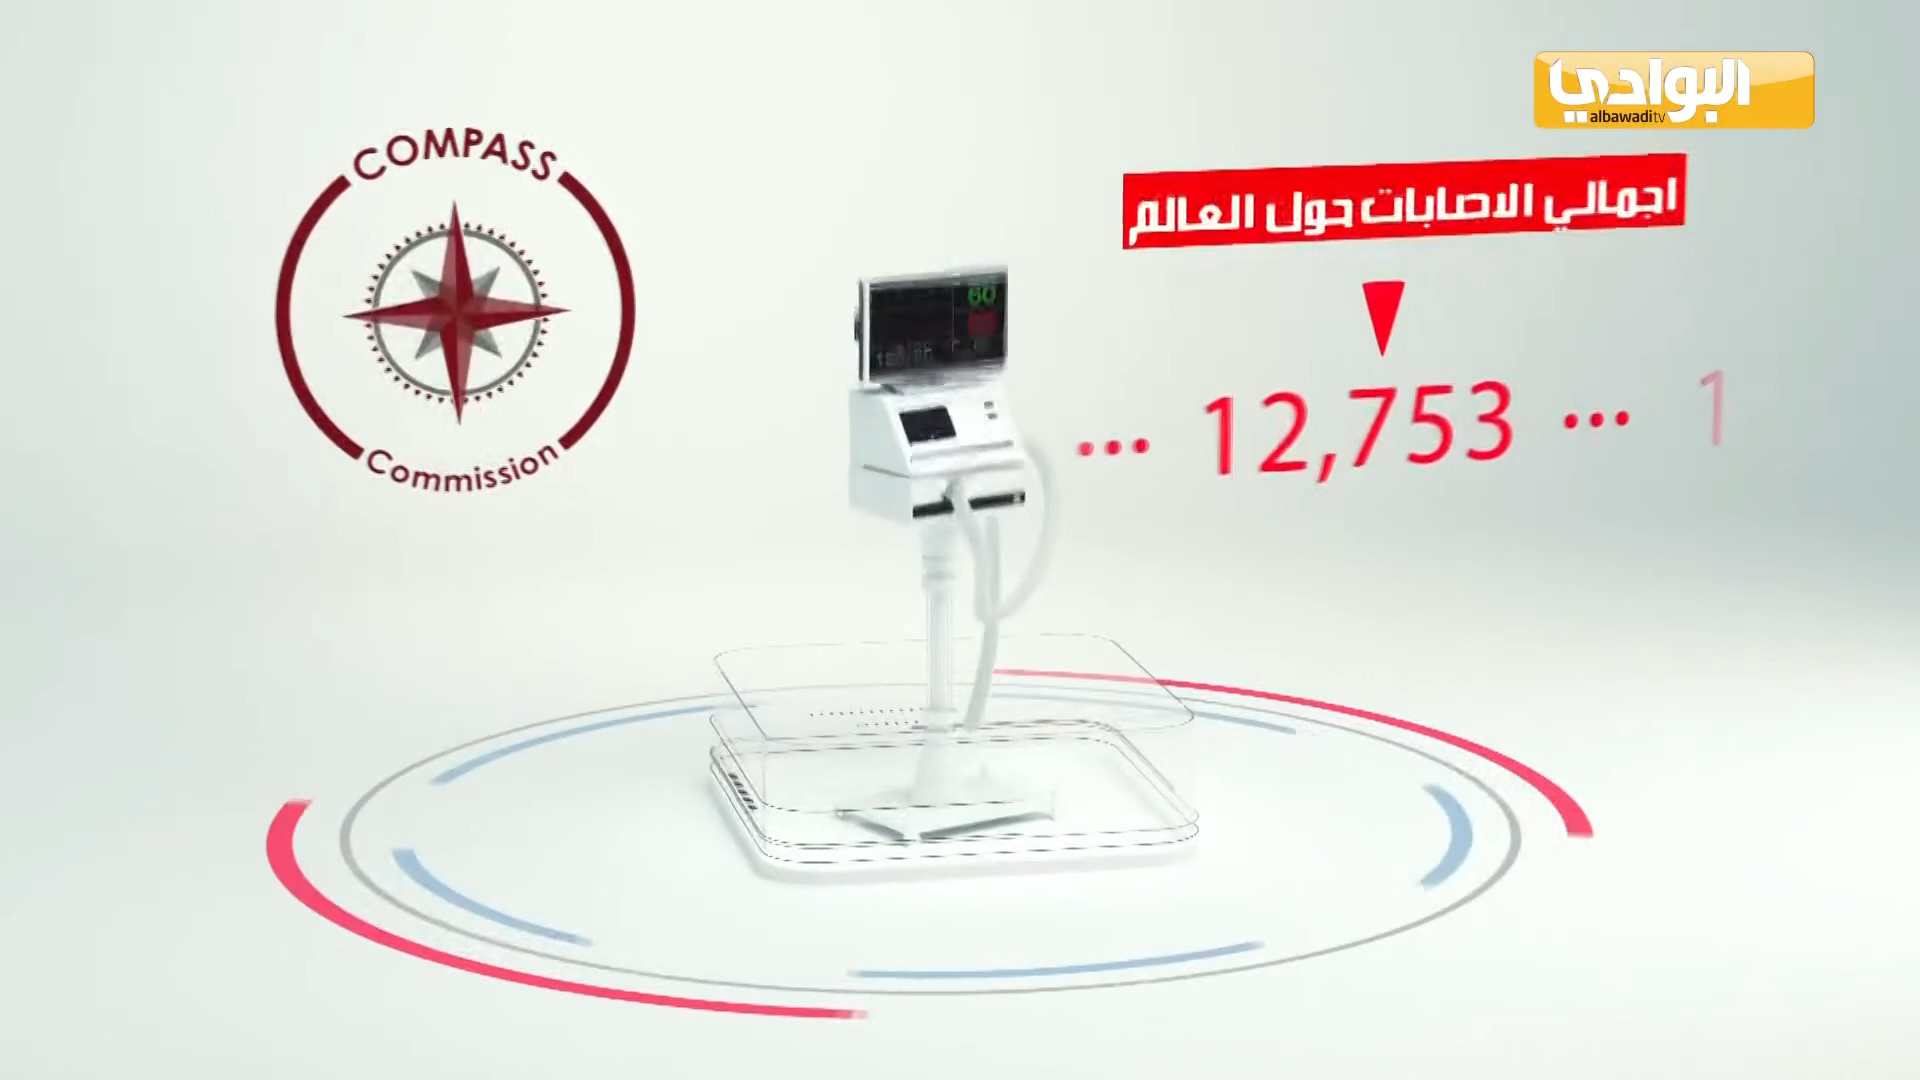 البوادي
albawaditv
COMPASS
Commission
اجمالي الاصابات حول العالم
... 12,753 ... 1
60